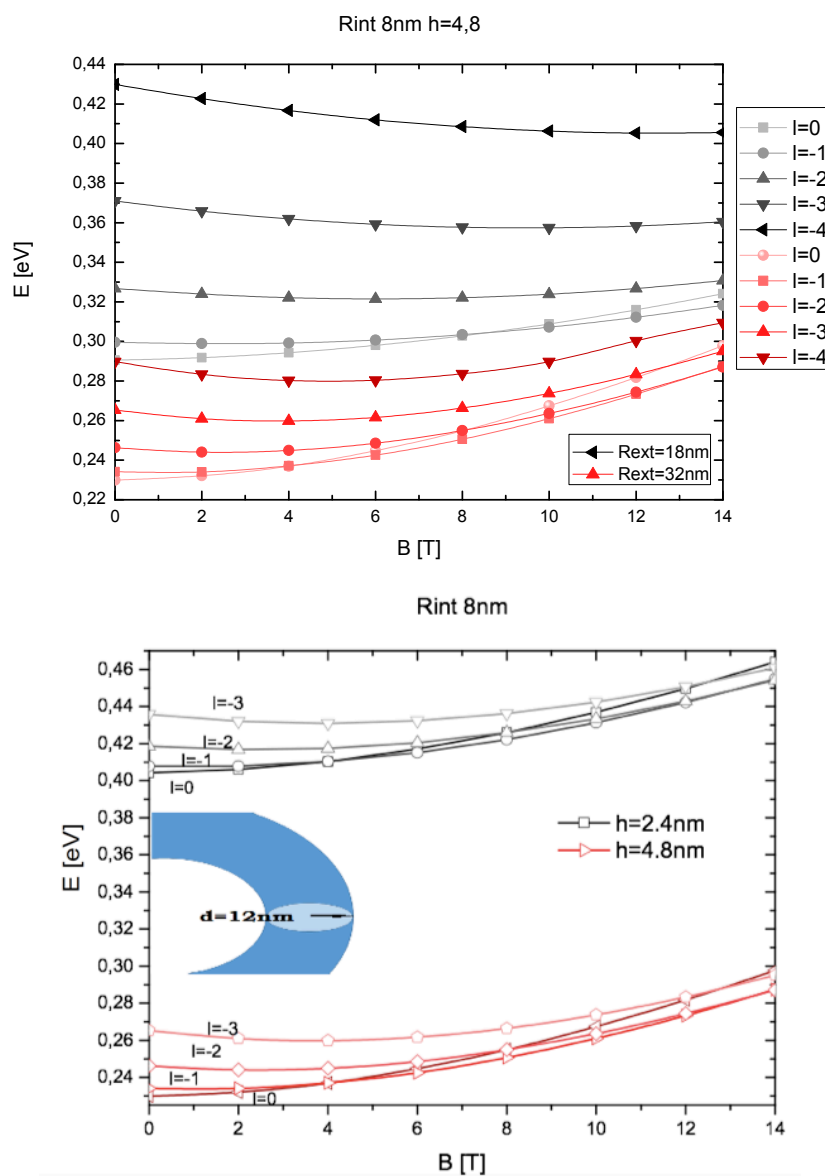 Rint 8nm h=4,8
0,44
0,42
0,40
0,38
0,36
0,34
0,32
0,30
0,28
0,26
0,24
0,22
E [eV]
0 2 4 6 8 10 12 14
B [T]
l=0
l=-1
l=-2
l=-3
l=-4
l=0
l=-1
l=-2
l=-3
l=-4
Rext=18nm
Rext=32nm
Rint 8nm
0,46
0,44
0,42
0,40
0,38
0,36
0,34
0,32
0,30
0,28
0,26
0,24
E [eV]
l=-3
l=-2
l=-1
l=0
h=2.4nm
h=4.8nm
d=12nm
l=-3
l=-2
l=-1
l=0
0 2 4 6 8 10 12 14
B [T]